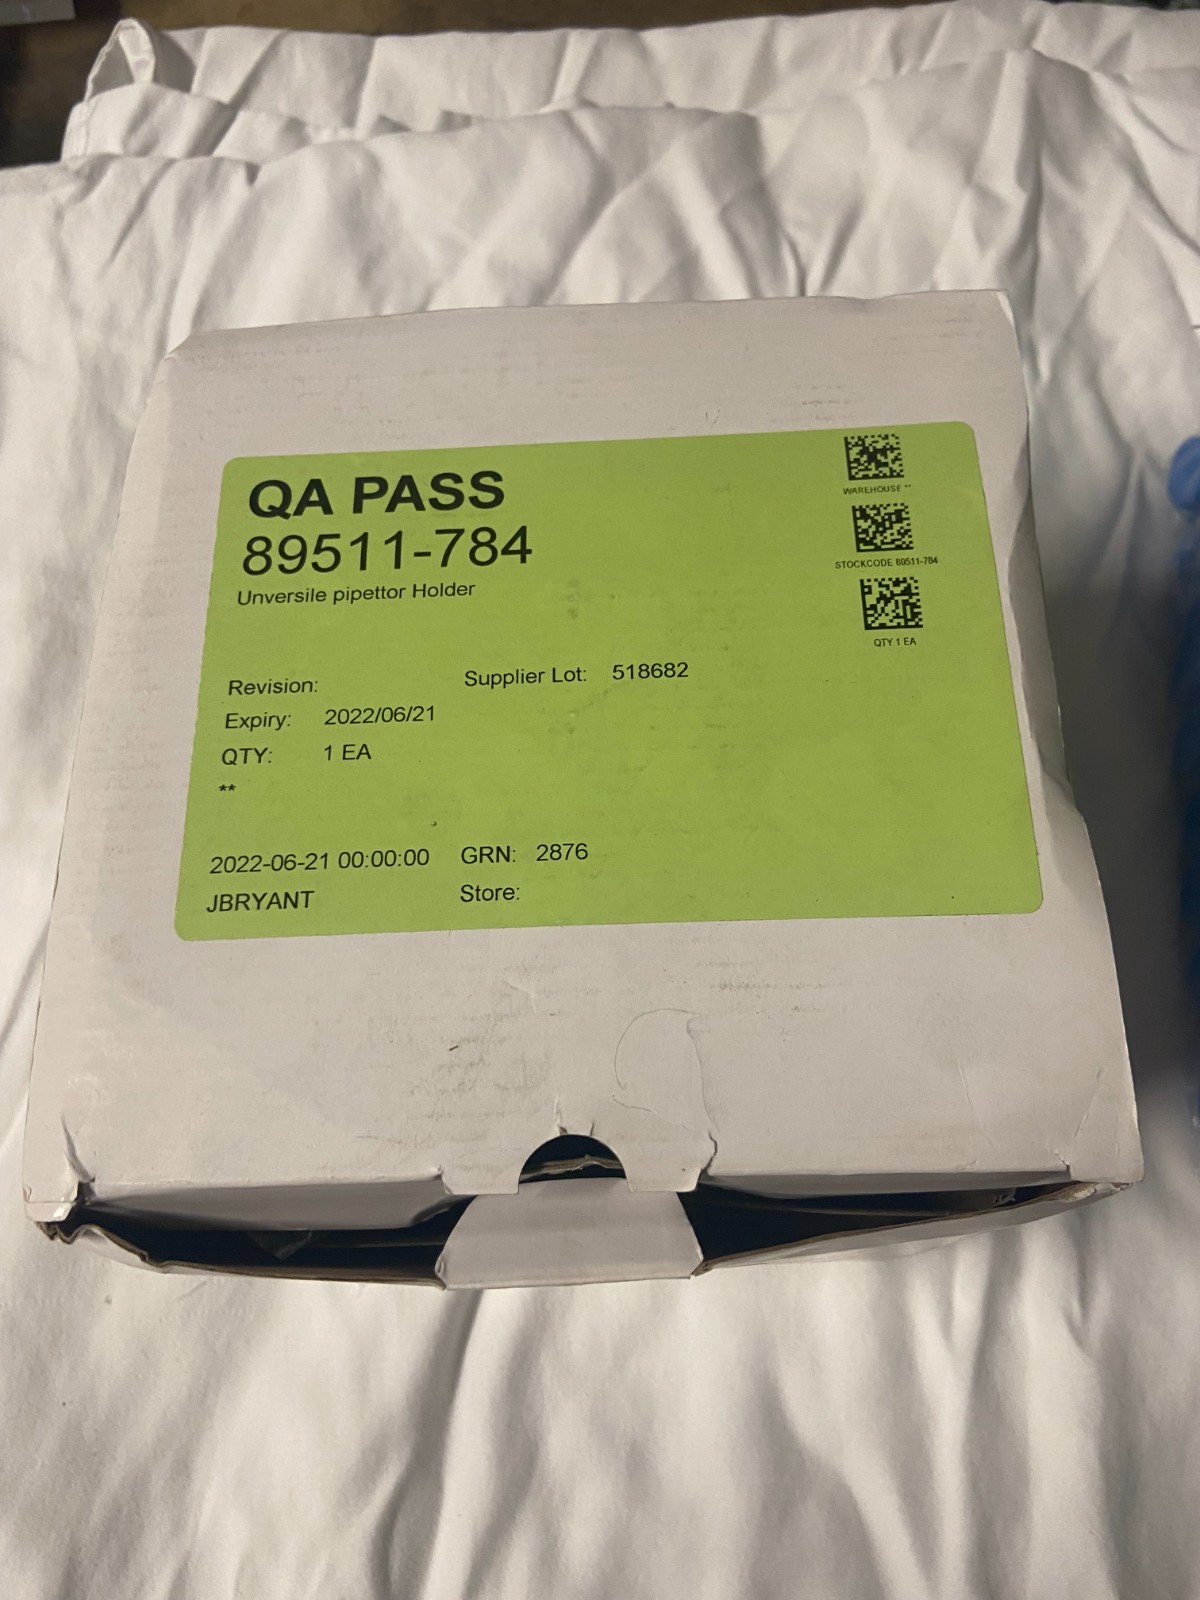 QA PASS
89511-784
Unversile pipettor Holder
WAREHOUSE **
STOCKCODE 89511-784
QTY 1 EA
Revision:
Supplier Lot: 518682
Expiry: 2022/06/21
QTY: 1 EA
**
2022-06-21 00:00:00 GRN: 2876
JBRYANT Store: